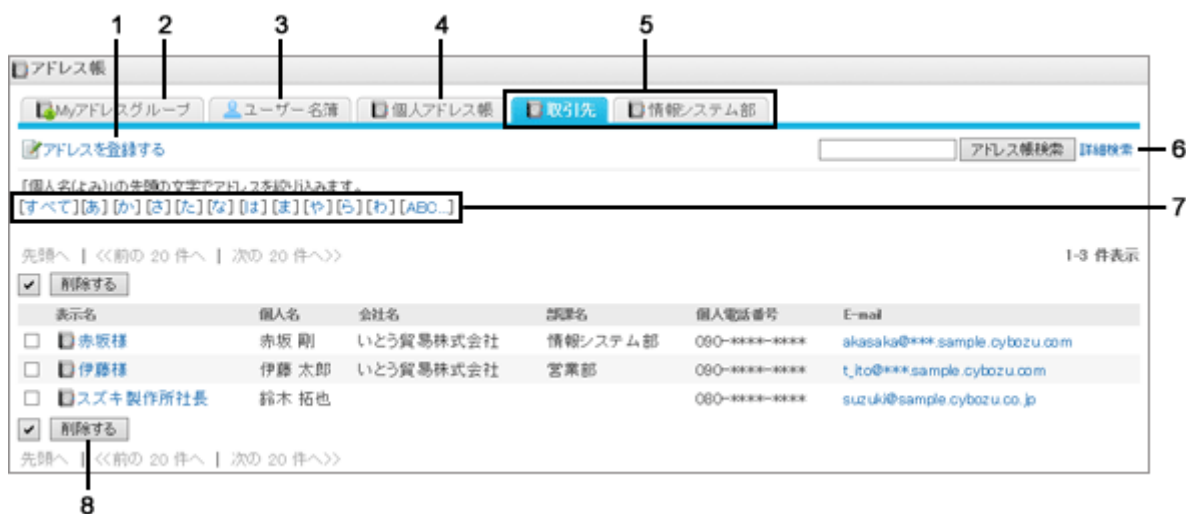 1 2 3 4 5
アドレス帳
Myアドレスグループ ユーザー名簿 個人アドレス帳 取引先 情報システム部
アドレスを登録する アドレス帳検索 詳細検索 6
「個人名(よみ)」の先頭の文字でアドレスを絞り込みます。
[すべて][あ][か][さ][た][な][は][ま][や][ら][わ][ABC...] 7
先頭へ | <<前の 20 件へ | 次の 20 件へ>> 1-3 件表示
削除する
表示名 個人名 会社名 部課名 個人電話番号 E-mail
赤坂様 赤坂 剛 いとう貿易株式会社 情報システム部 090-****-**** akasaka@***.sample.cybozu.com
伊藤様 伊藤 太郎 いとう貿易株式会社 営業部 090-****-**** t_ito@***.sample.cybozu.com
スズキ製作所社長 鈴木 拓也 080-****-**** suzuki@sample.cybozu.co.jp
削除する
先頭へ | <<前の 20 件へ | 次の 20 件へ>>
8